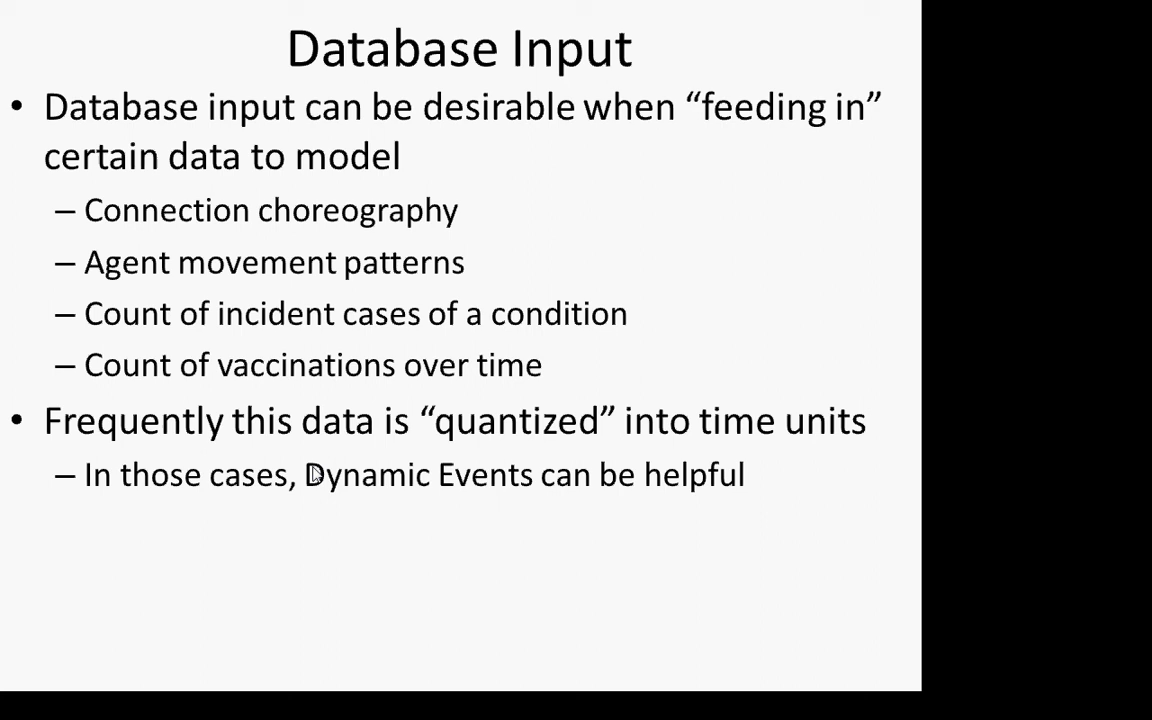 Database Input
• Database input can be desirable when “feeding in”
certain data to model
– Connection choreography
– Agent movement patterns
– Count of incident cases of a condition
– Count of vaccinations over time
• Frequently this data is “quantized” into time units
– In those cases, Dynamic Events can be helpful